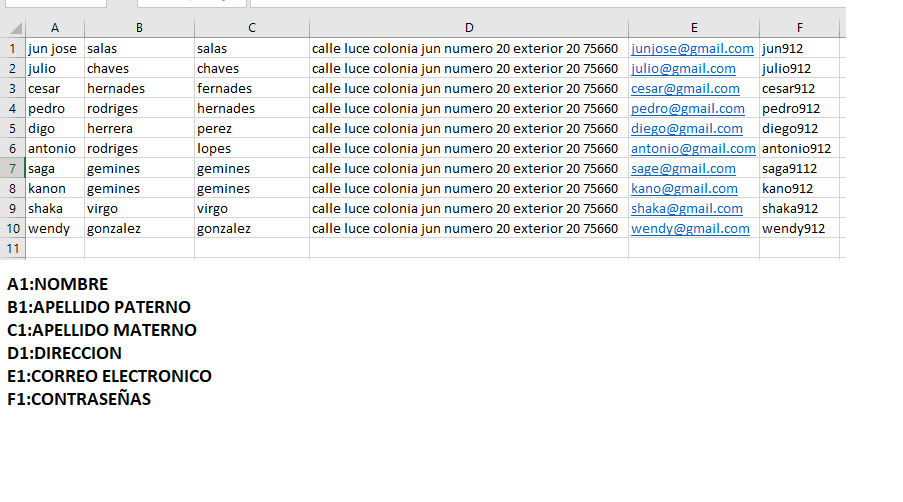 A B C D E F
1 jun jose salas salas calle luce colonia jun numero 20 exterior 20 75660 junjose@gmail.com jun912
2 julio chaves chaves calle luce colonia jun numero 20 exterior 20 75660 julio@gmail.com julio912
3 cesar hernades fernades calle luce colonia jun numero 20 exterior 20 75660 cesar@gmail.com cesar912
4 pedro rodriges hernades calle luce colonia jun numero 20 exterior 20 75660 pedro@gmail.com pedro912
5 digo herrera perez calle luce colonia jun numero 20 exterior 20 75660 diego@gmail.com diego912
6 antonio rodriges lopes calle luce colonia jun numero 20 exterior 20 75660 antonio@gmail.com antonio912
7 saga gemines gemines calle luce colonia jun numero 20 exterior 20 75660 sage@gmail.com saga9112
8 kanon gemines gemines calle luce colonia jun numero 20 exterior 20 75660 kano@gmail.com kano912
9 shaka virgo virgo calle luce colonia jun numero 20 exterior 20 75660 shaka@gmail.com shaka912
10 wendy gonzalez gonzalez calle luce colonia jun numero 20 exterior 20 75660 wendy@gmail.com wendy912
11
A1:NOMBRE
B1:APELLIDO PATERNO
C1:APELLIDO MATERNO
D1:DIRECCION
E1:CORREO ELECTRONICO
F1:CONTRASEÑAS